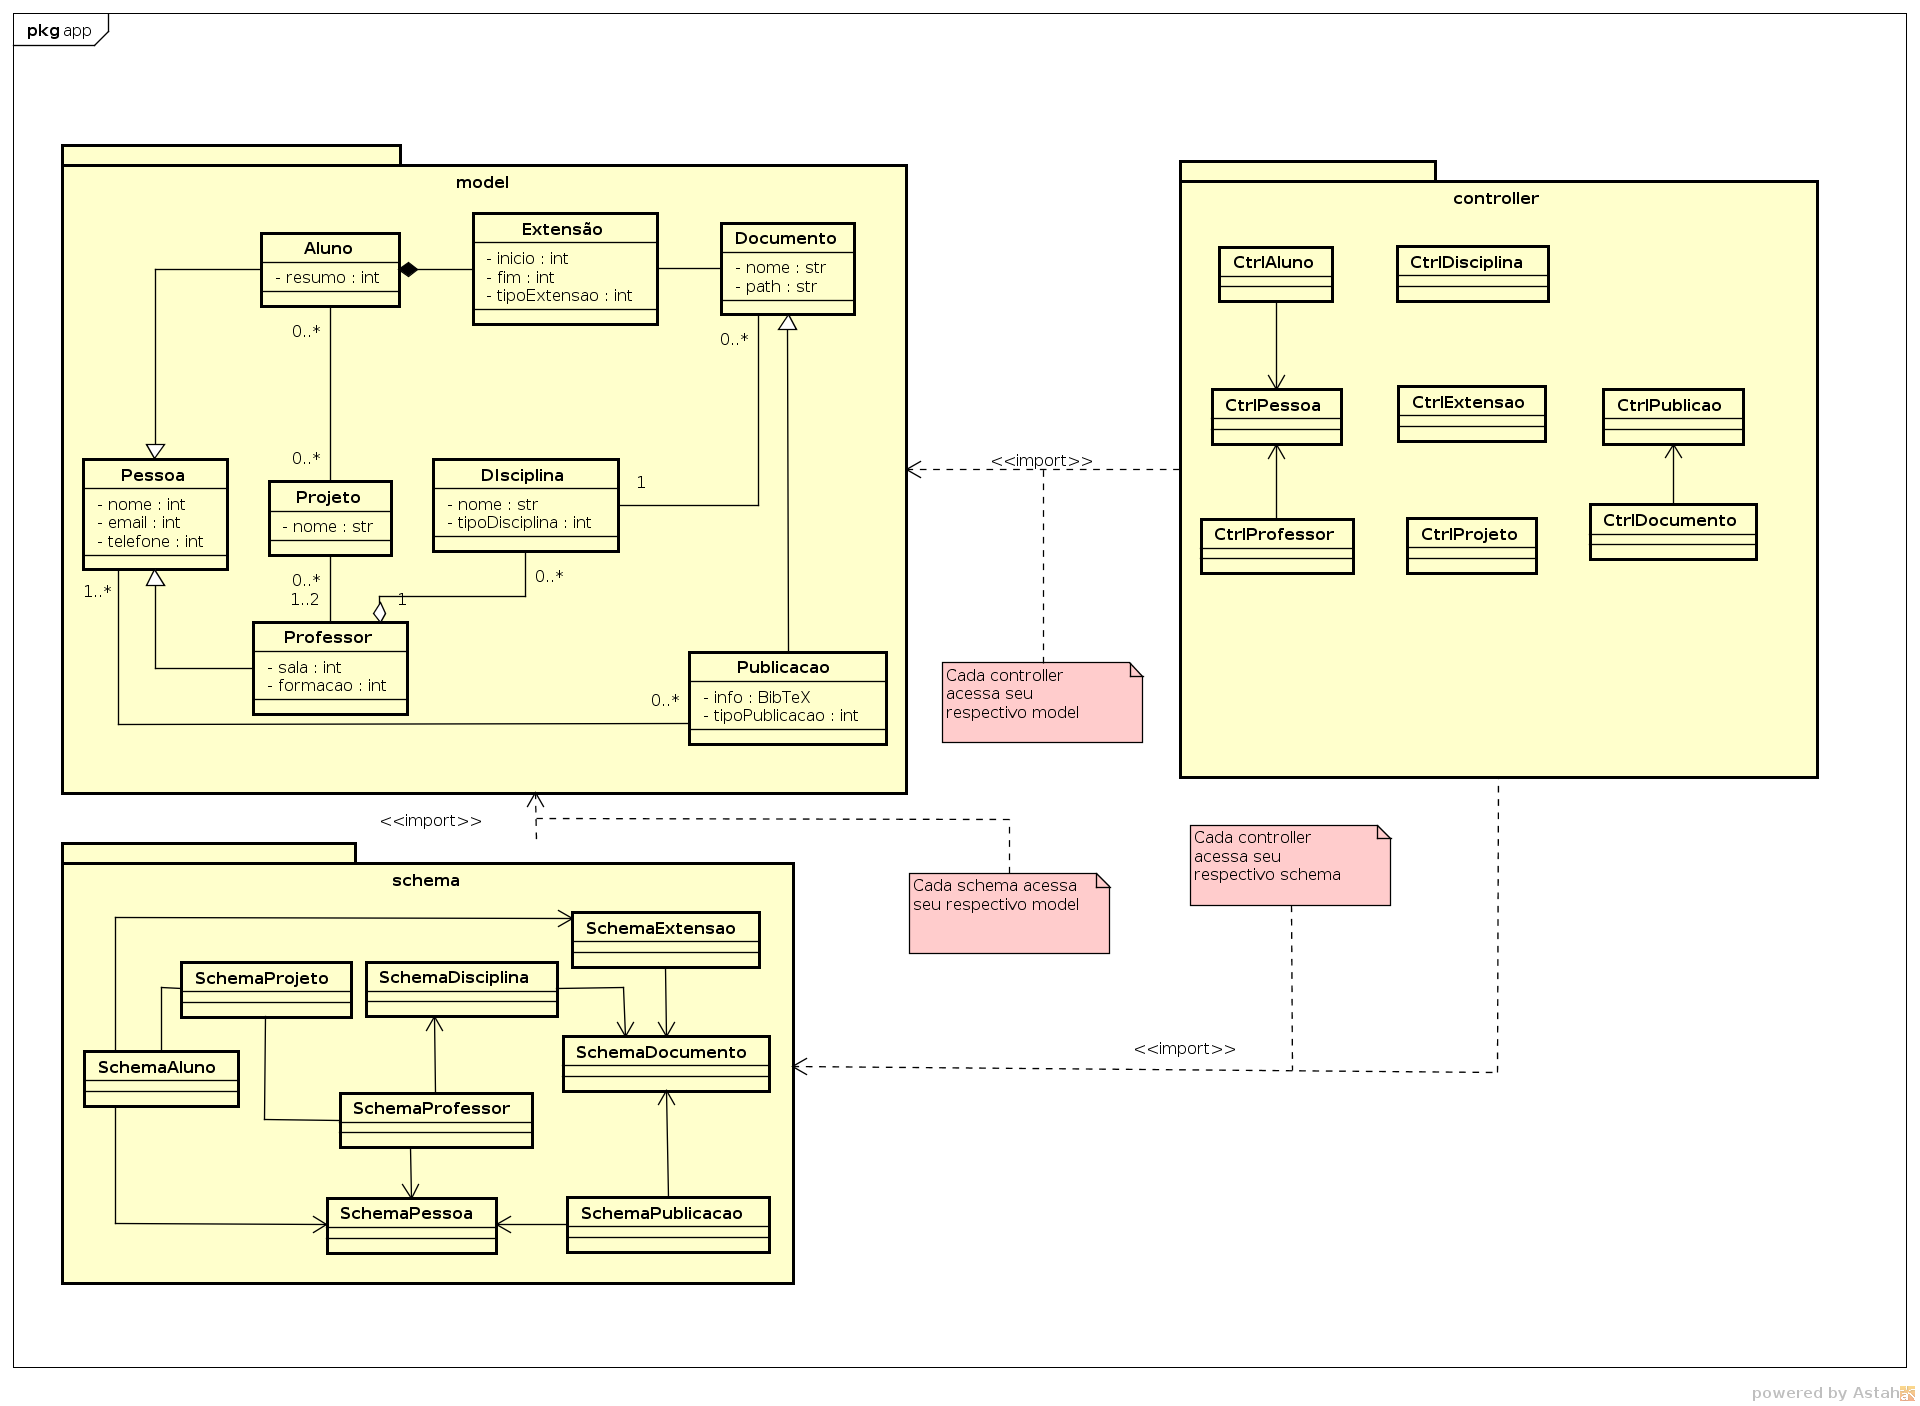 pkg app
model
Aluno
- resumo : int
Extensão
- inicio : int
- fim : int
- tipoExtensao : int
Documento
- nome : str
- path : str
0..*
0..*
0..*
Pessoa
- nome : int
- email : int
- telefone : int
Projeto
- nome : str
DIsciplina
- nome : str
- tipoDisciplina : int
1
1..*
0..*
1..2
1
0..*
Professor
- sala : int
- formacao : int
0..*
Publicacao
- info : BibTeX
- tipoPublicacao : int
controller
CtrlAluno
CtrlDisciplina
CtrlPessoa
CtrlExtensao
CtrlPublicao
CtrlProfessor
CtrlProjeto
CtrlDocumento
<<import>>
Cada controller
acessa seu
respectivo model
<<import>>
Cada schema acessa
seu respectivo model
Cada controller
acessa seu
respectivo schema
<<import>>
schema
SchemaExtensao
SchemaProjeto
SchemaDisciplina
SchemaDocumento
SchemaAluno
SchemaProfessor
SchemaPessoa
SchemaPublicacao
powered by Astah